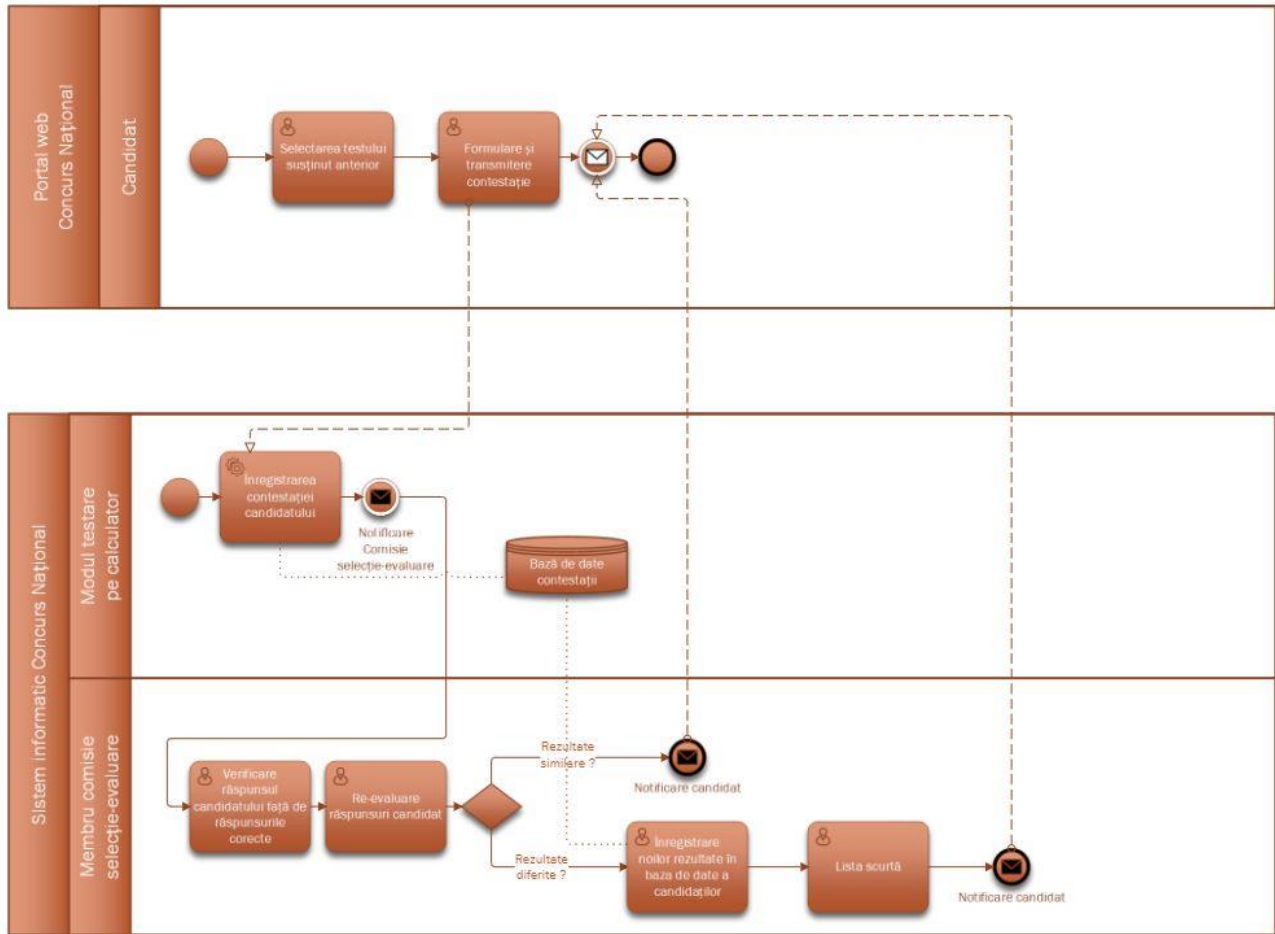 Portal web
Concurs Național
Candidat
Selectarea testului
susținut anterior
Formulare și
transmitere
contestație
Sistem informatic Concurs Național
Modul testare
pe calculator
Înregistrarea
contestației
candidatului
Notificare
Comisie
selecție-evaluare
Bază de date
contestații
Membru comisie
selecție-evaluare
Verificare
răspunsul
candidatului față de
răspunsurile
corecte
Re-evaluare
răspunsuri candidat
Rezultate
similare ?
Notificare candidat
Rezultate
diferite ?
Înregistrare
noilor rezultate în
baza de date a
candidaților
Lista scurtă
Notificare candidat